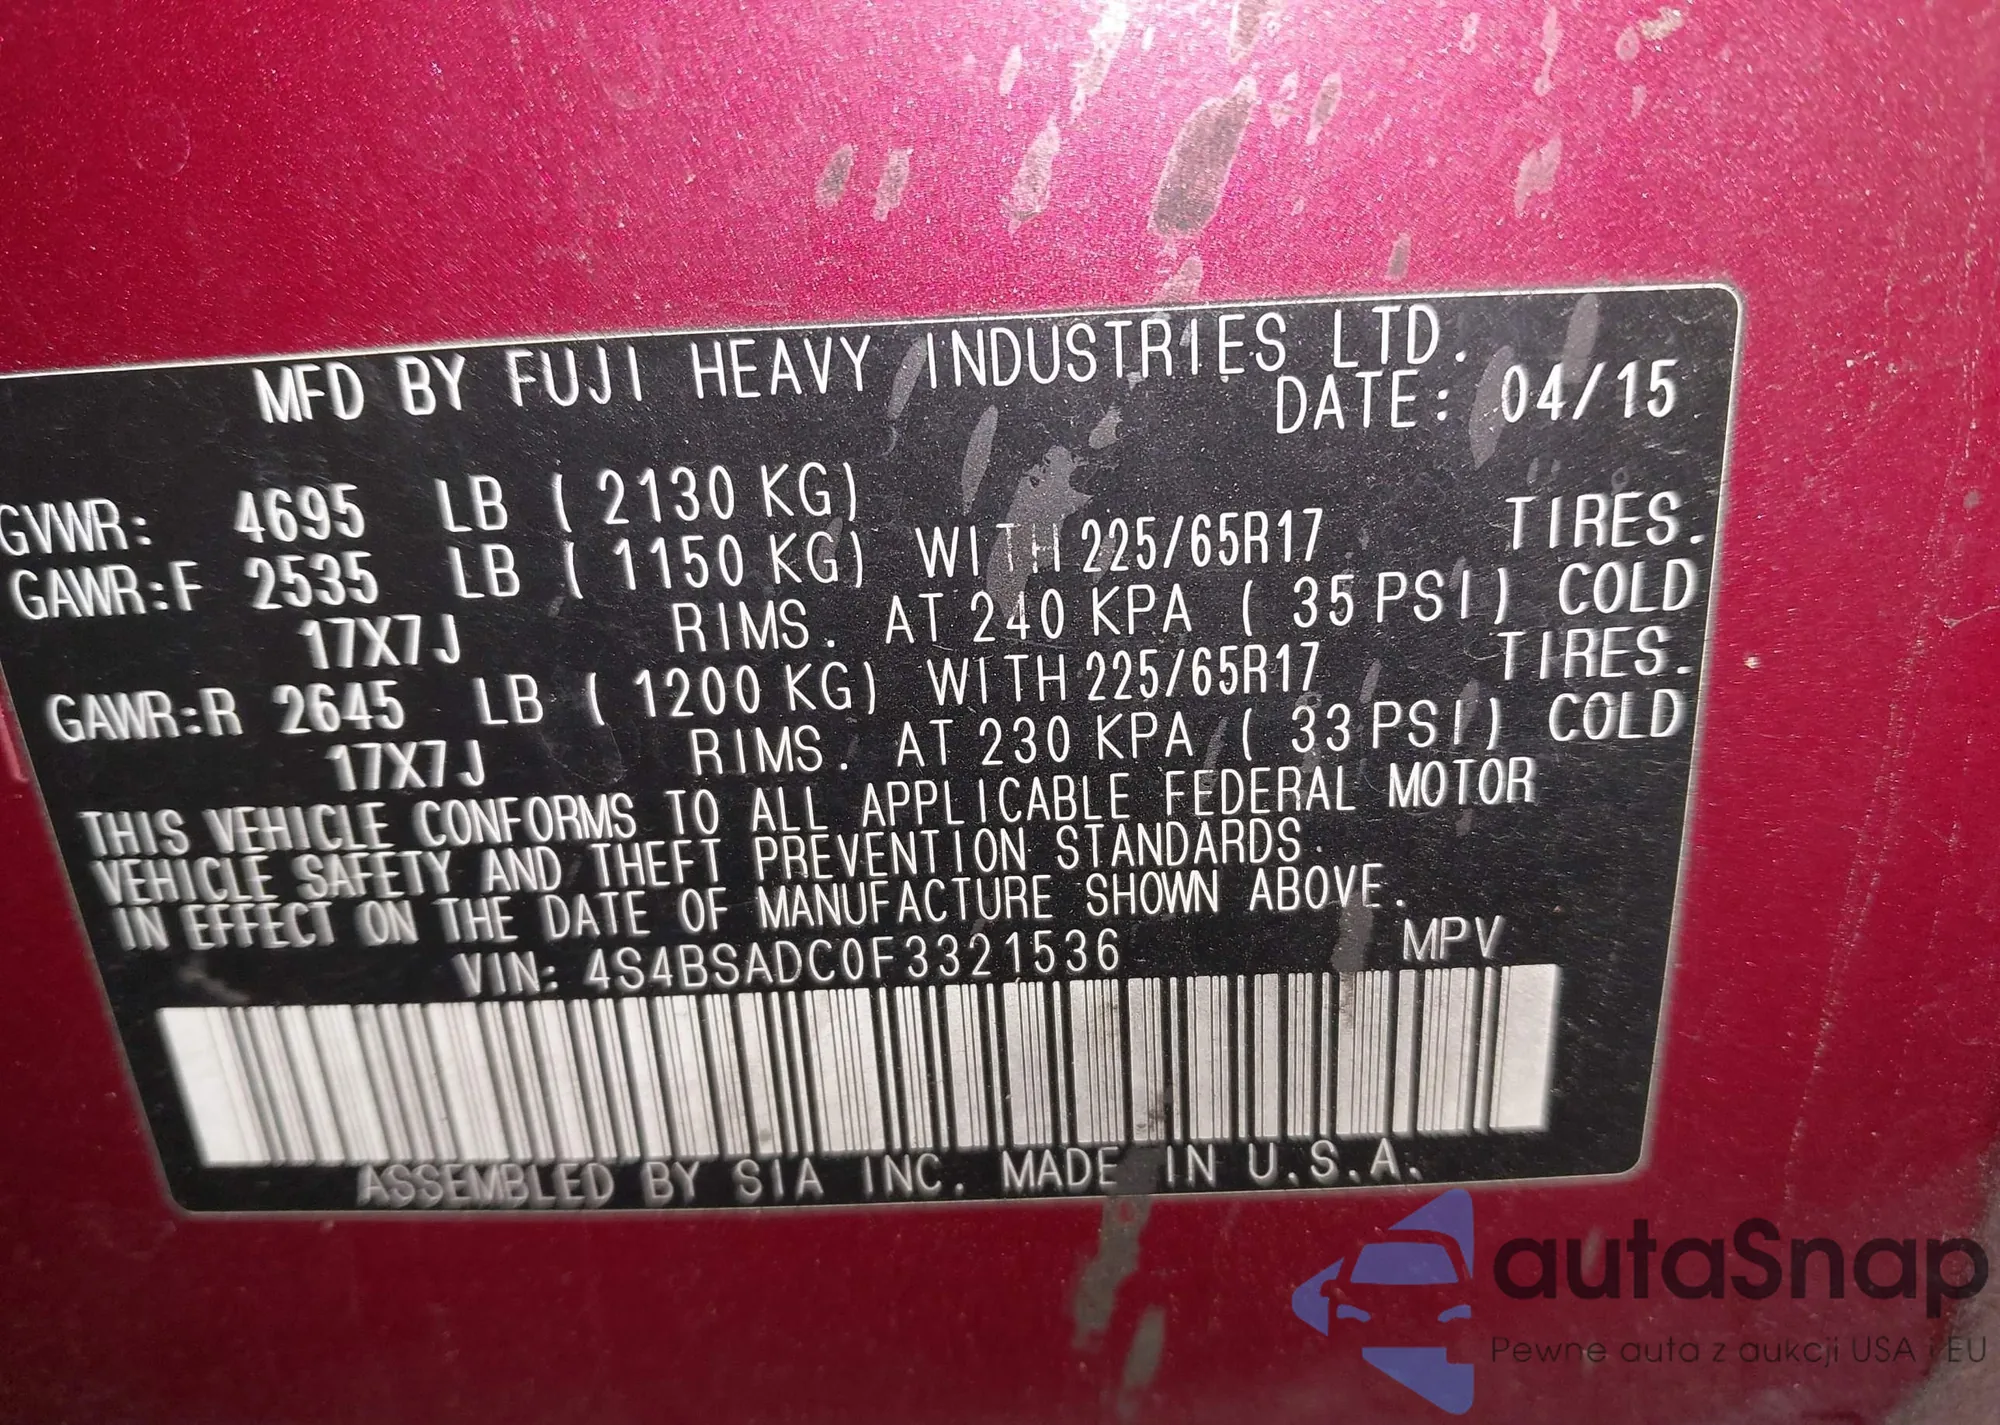 MFD BY FUJI HEAVY INDUSTRIES LTD.
DATE: 04/15
GVWR: 4695 LB ( 2130 KG)
GAWR:F 2535 LB ( 1150 KG) WITH 225/65R17 TIRES.
17X7J RIMS. AT 240 KPA ( 35 PSI) COLD
GAWR:R 2645 LB ( 1200 KG) WITH 225/65R17 TIRES.
17X7J RIMS. AT 230 KPA ( 33 PSI) COLD
THIS VEHICLE CONFORMS TO ALL APPLICABLE FEDERAL MOTOR
VEHICLE SAFETY AND THEFT PREVENTION STANDARDS.
IN EFFECT ON THE DATE OF MANUFACTURE SHOWN ABOVE.
VIN: 4S4BSADC0F3321536 MPV
ASSEMBLED BY SIA INC. MADE IN U.S.A.
autaSnap
Pewne auta z aukcji USA i EU